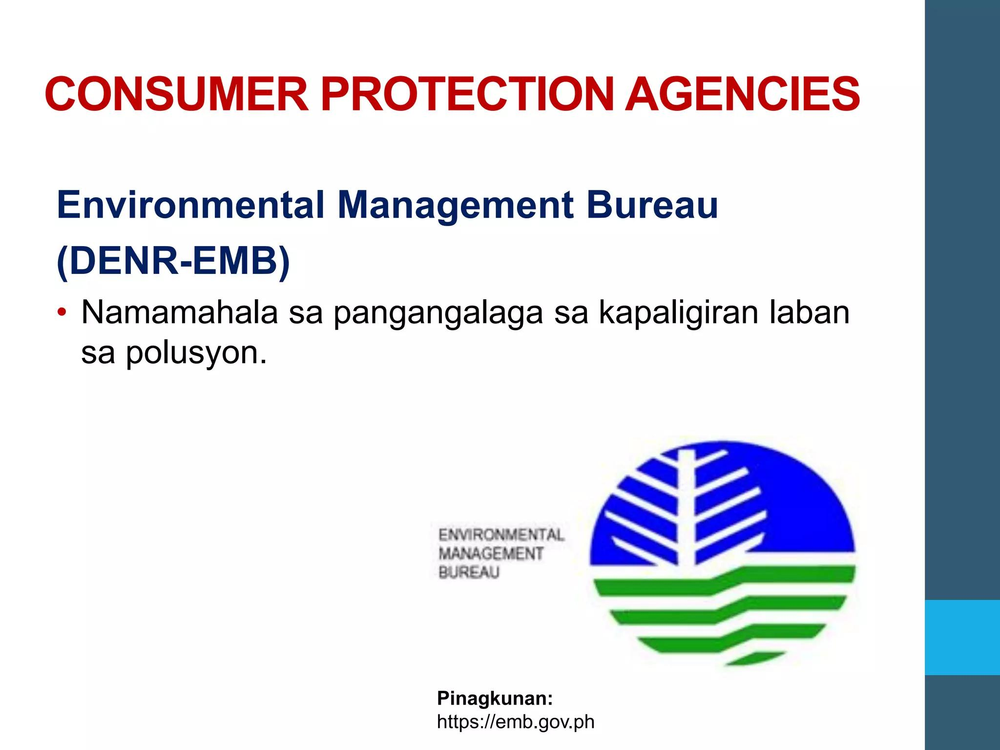 CONSUMER PROTECTION AGENCIES
Environmental Management Bureau
(DENR-EMB)
• Namamahala sa pangangalaga sa kapaligiran laban
sa polusyon.
ENVIRONMENTAL
MANAGEMENT
BUREAU
Pinagkunan:
https://emb.gov.ph